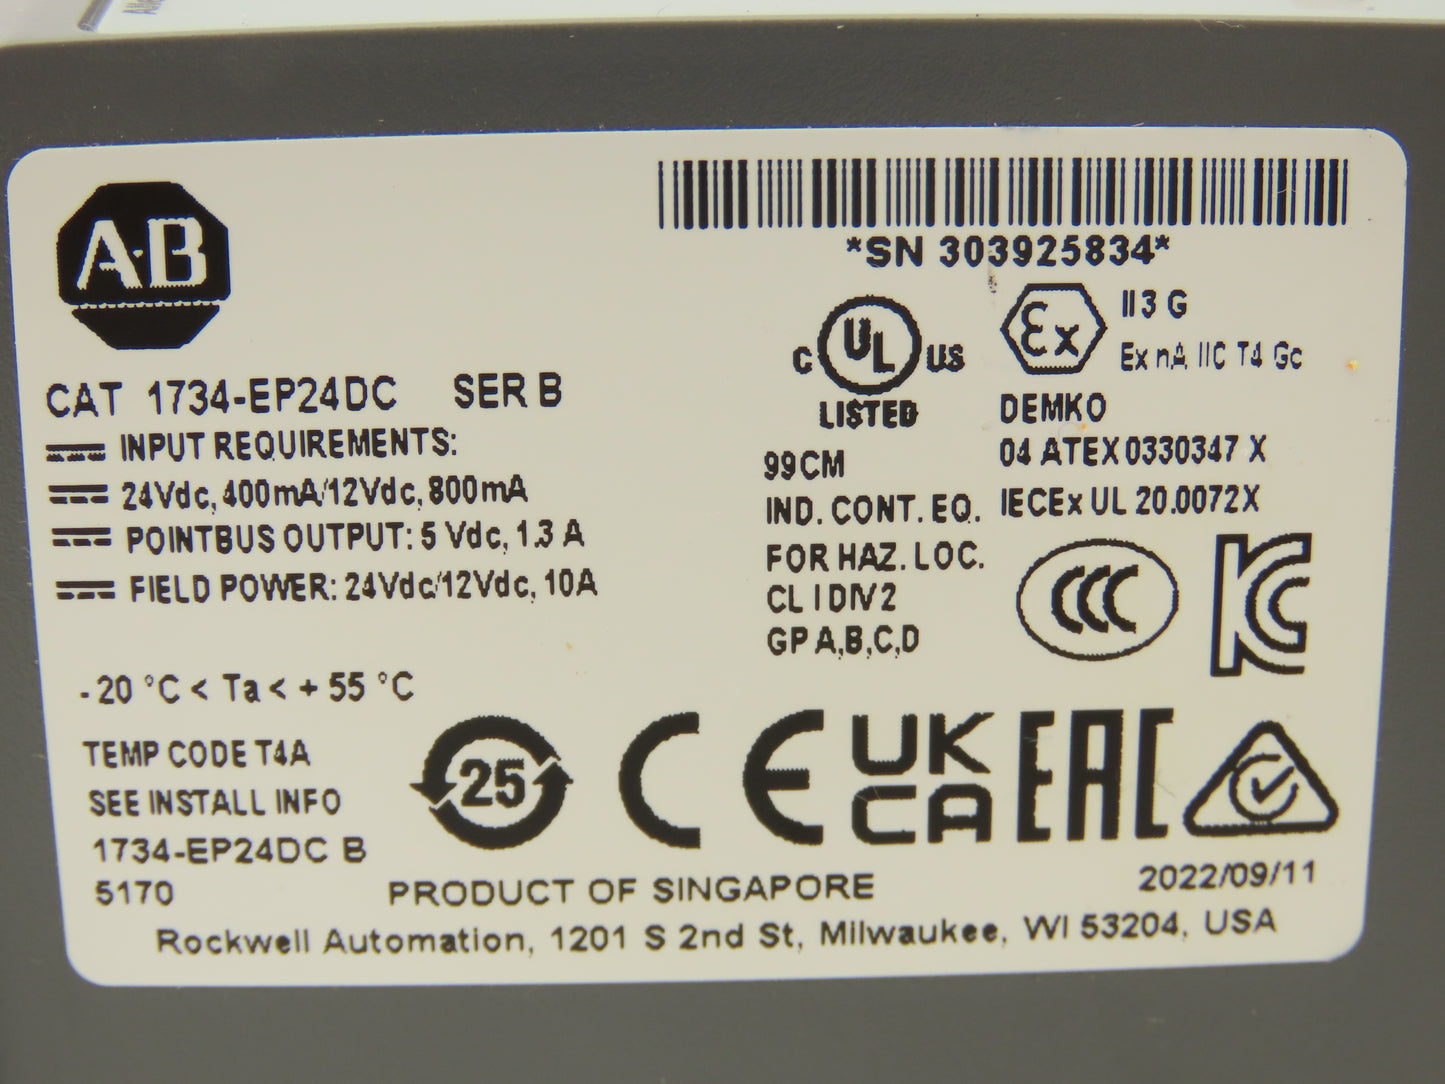 *SN 303925834*
A·B
CAT 1734-EP24DC SER B
INPUT REQUIREMENTS:
24Vdc, 400mA/12Vdc, 800mA
POINTBUS OUTPUT: 5 Vdc, 1.3 A
FIELD POWER: 24Vdc/12Vdc, 10A
-20 °C < Ta < + 55 °C
TEMP CODE T4A
SEE INSTALL INFO
1734-EP24DC B
5170
C UL US
LISTED
99CM
IND. CONT. EQ.
FOR HAZ. LOC.
CL I DIV 2
GP A,B,C,D
Ex
II 3 G
Ex nA IIC T4 Gc
DEMKO
04 ATEX 0330347 X
IECEx UL 20.0072X
CCC
KC
25
CE
UK
CA
EAC
PRODUCT OF SINGAPORE
2022/09/11
Rockwell Automation, 1201 S 2nd St, Milwaukee, WI 53204, USA